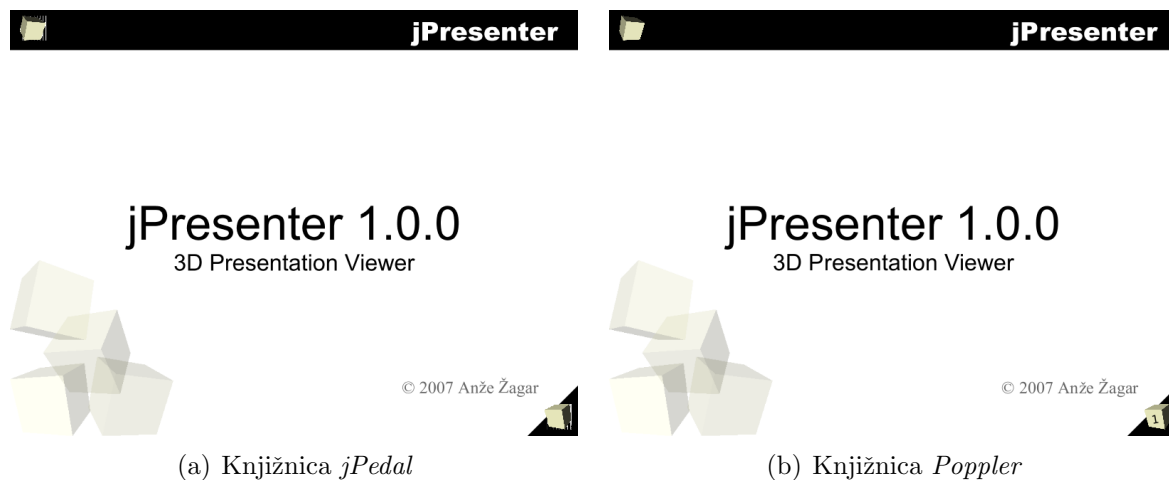 jPresenter
jPresenter 1.0.0
3D Presentation Viewer
© 2007 Anže Žagar
(a) Knjižnica jPedal
jPresenter
jPresenter 1.0.0
3D Presentation Viewer
© 2007 Anže Žagar
1
(b) Knjižnica Poppler